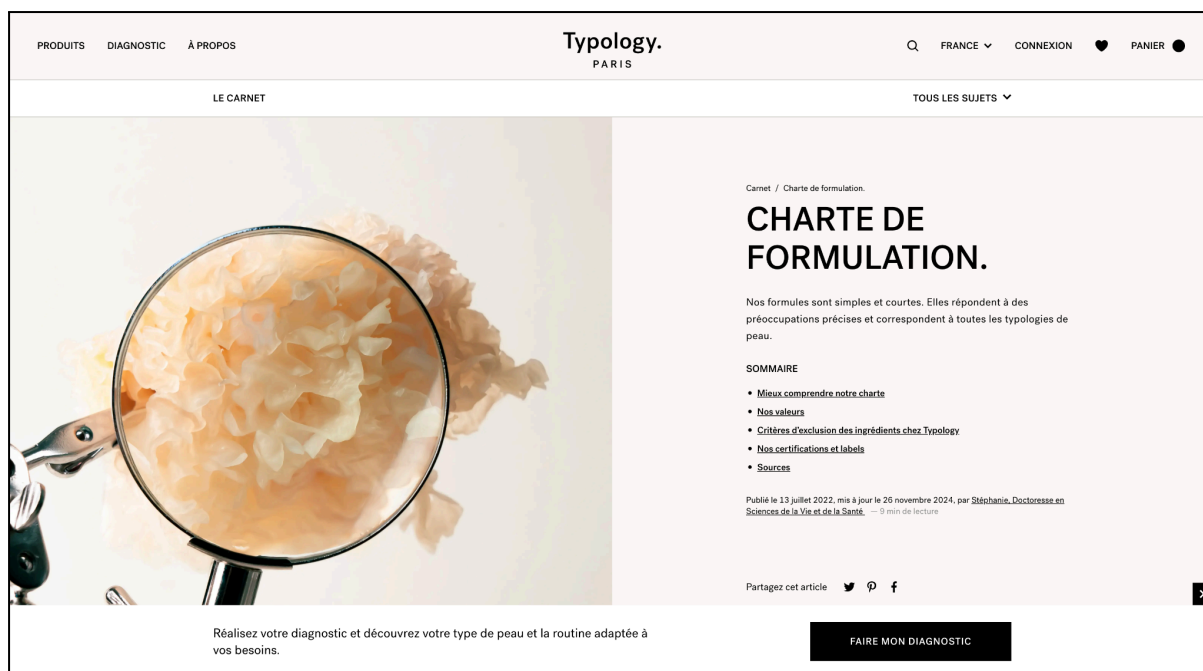 PRODUITS DIAGNOSTIC À PROPOS
Typology.
PARIS
FRANCE CONNEXION PANIER
LE CARNET
TOUS LES SUJETS
Carnet / Charte de formulation.
CHARTE DE
FORMULATION.
Nos formules sont simples et courtes. Elles répondent à des
préoccupations précises et correspondent à toutes les typologies de
peau.
SOMMAIRE
• Mieux comprendre notre charte
• Nos valeurs
• Critères d'exclusion des ingrédients chez Typology
• Nos certifications et labels
• Sources
Publié le 13 juillet 2022, mis à jour le 26 novembre 2024, par Stéphanie, Doctoresse en
Sciences de la Vie et de la Santé — 9 min de lecture
Partagez cet article
Réalisez votre diagnostic et découvrez votre type de peau et la routine adaptée à
vos besoins.
FAIRE MON DIAGNOSTIC